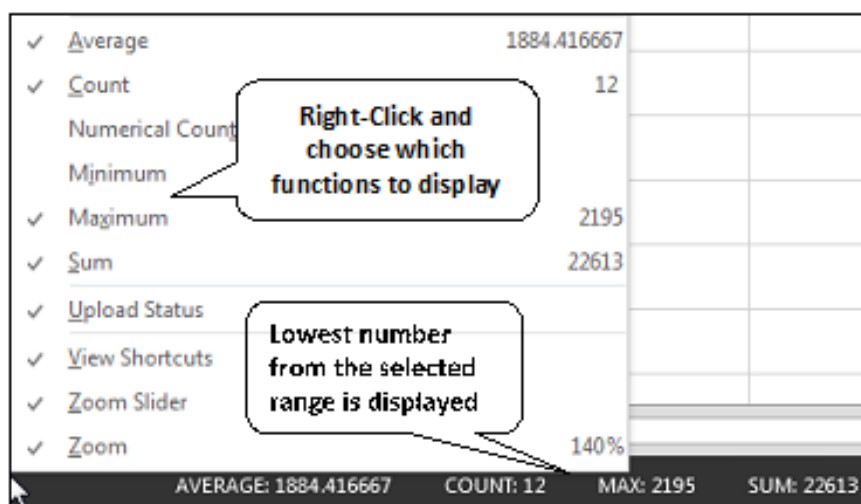 Average 1884.416667
Count 12
Numerical Count
Right-Click and
choose which
functions to display
Minimum
Maximum 2195
Sum 22613
Upload Status
Lowest number
from the selected
range is displayed
View Shortcuts
Zoom Slider
Zoom 140%
AVERAGE: 1884.416667 COUNT: 12 MAX: 2195 SUM: 22613